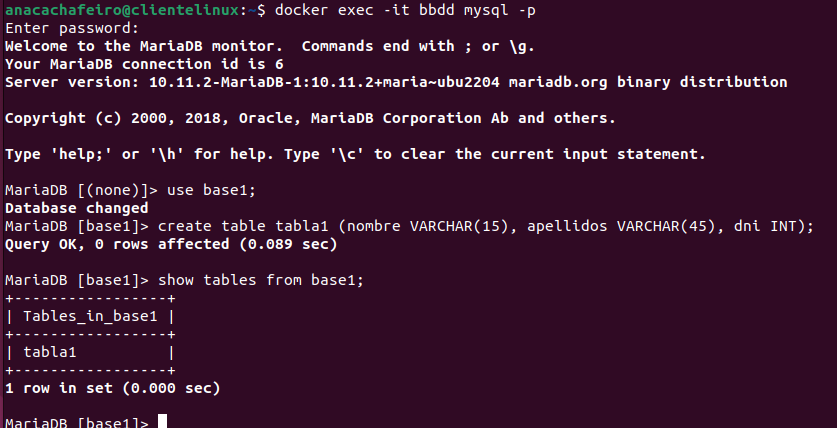 anacachafeiro@clientelinux:~$ docker exec -it bbdd mysql -p
Enter password:
Welcome to the MariaDB monitor.  Commands end with ; or \g.
Your MariaDB connection id is 6
Server version: 10.11.2-MariaDB-1:10.11.2+maria~ubu2204 mariadb.org binary distribution
Copyright (c) 2000, 2018, Oracle, MariaDB Corporation Ab and others.
Type 'help;' or '\h' for help. Type '\c' to clear the current input statement.
MariaDB [(none)]> use base1;
Database changed
MariaDB [base1]> create table tabla1 (nombre VARCHAR(15), apellidos VARCHAR(45), dni INT);
Query OK, 0 rows affected (0.089 sec)
MariaDB [base1]> show tables from base1;
+-----------------+
| Tables_in_base1 |
+-----------------+
| tabla1          |
+-----------------+
1 row in set (0.000 sec)
MariaDB [base1]>